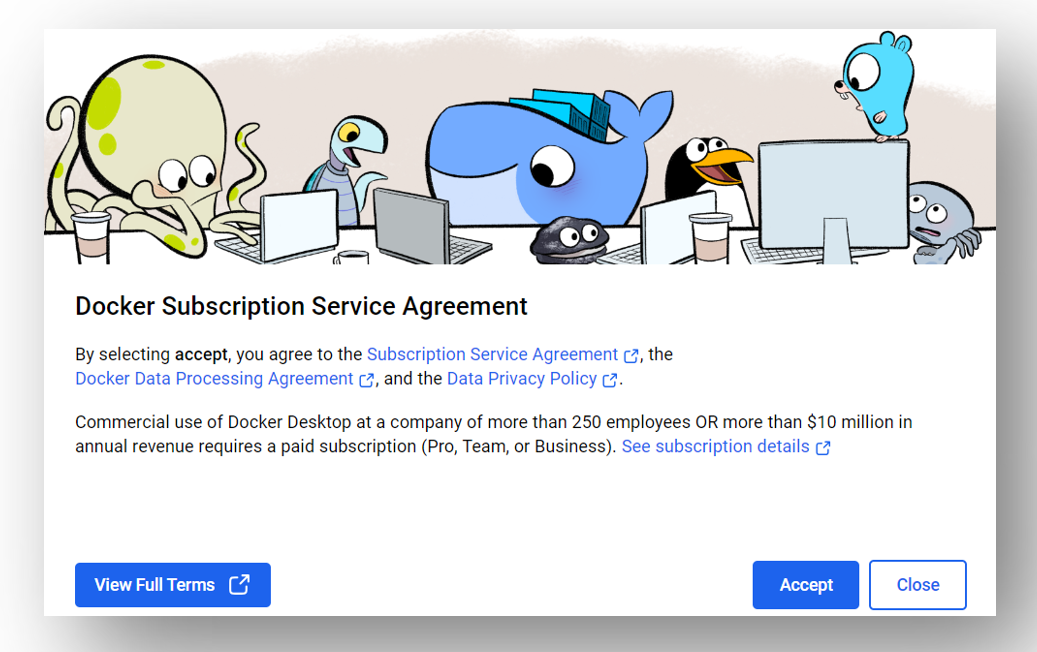 Docker Subscription Service Agreement
By selecting accept, you agree to the Subscription Service Agreement, the
Docker Data Processing Agreement, and the Data Privacy Policy.
Commercial use of Docker Desktop at a company of more than 250 employees OR more than $10 million in
annual revenue requires a paid subscription (Pro, Team, or Business). See subscription details
View Full Terms
Accept
Close